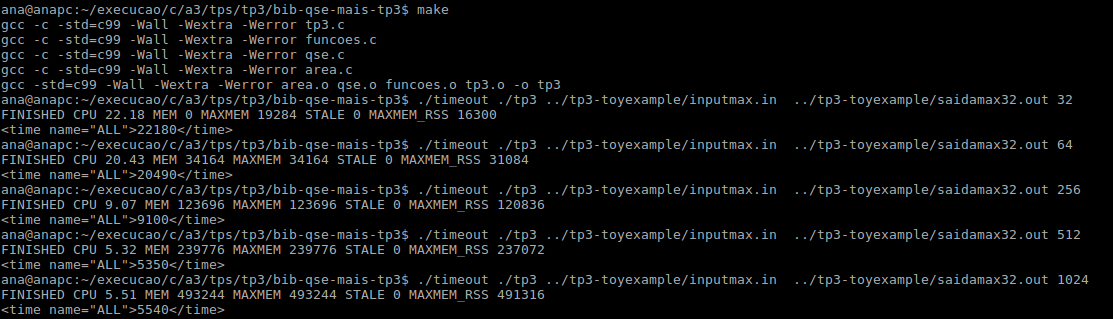 ana@anapc:~/execucao/c/a3/tps/tp3/bib-qse-mais-tp3$ make
gcc -c -std=c99 -Wall -Wextra -Werror tp3.c
gcc -c -std=c99 -Wall -Wextra -Werror funcoes.c
gcc -c -std=c99 -Wall -Wextra -Werror qse.c
gcc -c -std=c99 -Wall -Wextra -Werror area.c
gcc -std=c99 -Wall -Wextra -Werror area.o qse.o funcoes.o tp3.o -o tp3
ana@anapc:~/execucao/c/a3/tps/tp3/bib-qse-mais-tp3$ ./timeout ./tp3 ../tp3-toyexample/inputmax.in  ../tp3-toyexample/saidamax32.out 32
FINISHED CPU 22.18 MEM 0 MAXMEM 19284 STALE 0 MAXMEM_RSS 16300
<time name="ALL">22180</time>
ana@anapc:~/execucao/c/a3/tps/tp3/bib-qse-mais-tp3$ ./timeout ./tp3 ../tp3-toyexample/inputmax.in  ../tp3-toyexample/saidamax32.out 64
FINISHED CPU 20.43 MEM 34164 MAXMEM 34164 STALE 0 MAXMEM_RSS 31084
<time name="ALL">20490</time>
ana@anapc:~/execucao/c/a3/tps/tp3/bib-qse-mais-tp3$ ./timeout ./tp3 ../tp3-toyexample/inputmax.in  ../tp3-toyexample/saidamax32.out 256
FINISHED CPU 9.07 MEM 123696 MAXMEM 123696 STALE 0 MAXMEM_RSS 120836
<time name="ALL">9100</time>
ana@anapc:~/execucao/c/a3/tps/tp3/bib-qse-mais-tp3$ ./timeout ./tp3 ../tp3-toyexample/inputmax.in  ../tp3-toyexample/saidamax32.out 512
FINISHED CPU 5.32 MEM 239776 MAXMEM 239776 STALE 0 MAXMEM_RSS 237072
<time name="ALL">5350</time>
ana@anapc:~/execucao/c/a3/tps/tp3/bib-qse-mais-tp3$ ./timeout ./tp3 ../tp3-toyexample/inputmax.in  ../tp3-toyexample/saidamax32.out 1024
FINISHED CPU 5.51 MEM 493244 MAXMEM 493244 STALE 0 MAXMEM_RSS 491316
<time name="ALL">5540</time>